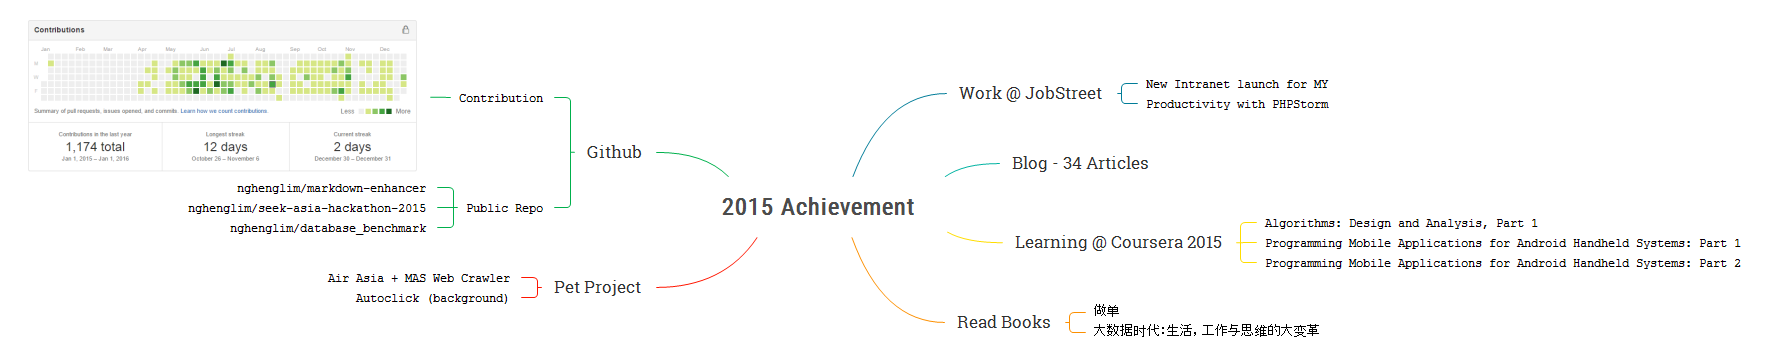 Contributions
Jan Feb Mar Apr May Jun Jul Aug Sep Oct Nov Dec
M
W
F
Summary of pull requests, issues opened, and commits. Learn how we count contributions.
Less More
Contributions in the last year
1,174 total
Jan 1, 2015 – Jan 1, 2016
Longest streak
12 days
October 26 – November 6
Current streak
2 days
December 30 – December 31
Contribution
Github
nghenglim/markdown-enhancer
nghenglim/seek-asia-hackathon-2015
nghenglim/database_benchmark
Public Repo
Air Asia + MAS Web Crawler
Autoclick (background)
Pet Project
2015 Achievement
Work @ JobStreet
New Intranet launch for MY
Productivity with PHPStorm
Blog - 34 Articles
Learning @ Coursera 2015
Algorithms: Design and Analysis, Part 1
Programming Mobile Applications for Android Handheld Systems: Part 1
Programming Mobile Applications for Android Handheld Systems: Part 2
Read Books
做单
大数据时代:生活,工作与思维的大变革